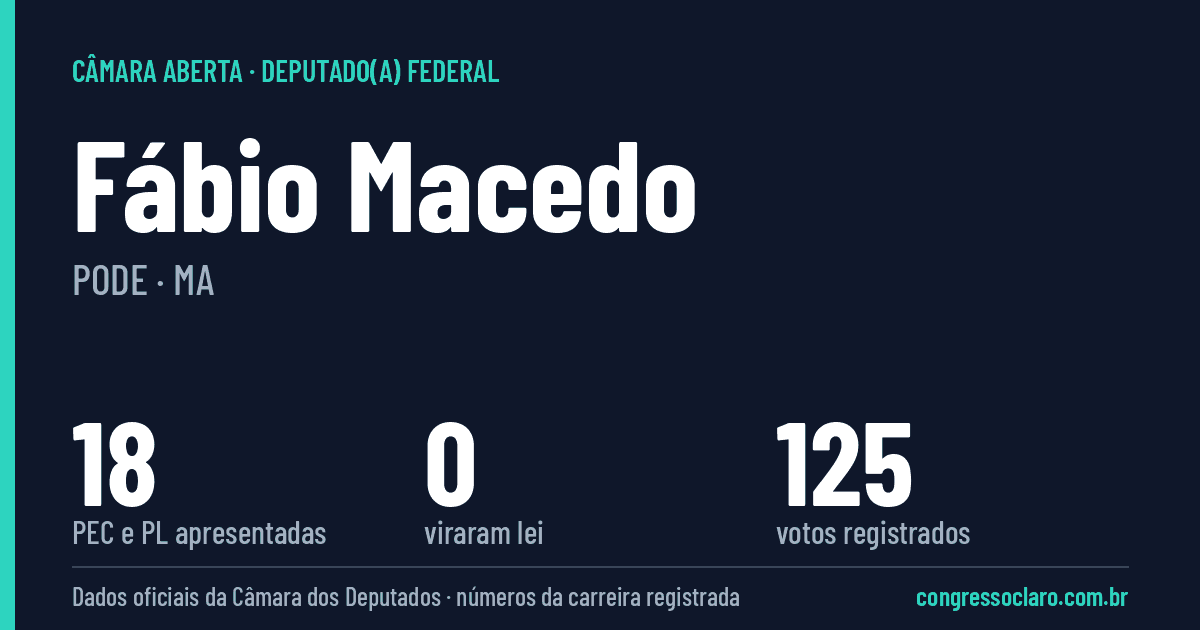 CÂMARA ABERTA · DEPUTADO(A) FEDERAL
Fábio Macedo
PODE · MA
18
PEC e PL apresentadas
0
viraram lei
125
votos registrados
Dados oficiais da Câmara dos Deputados · números da carreira registrada
congressoclaro.com.br